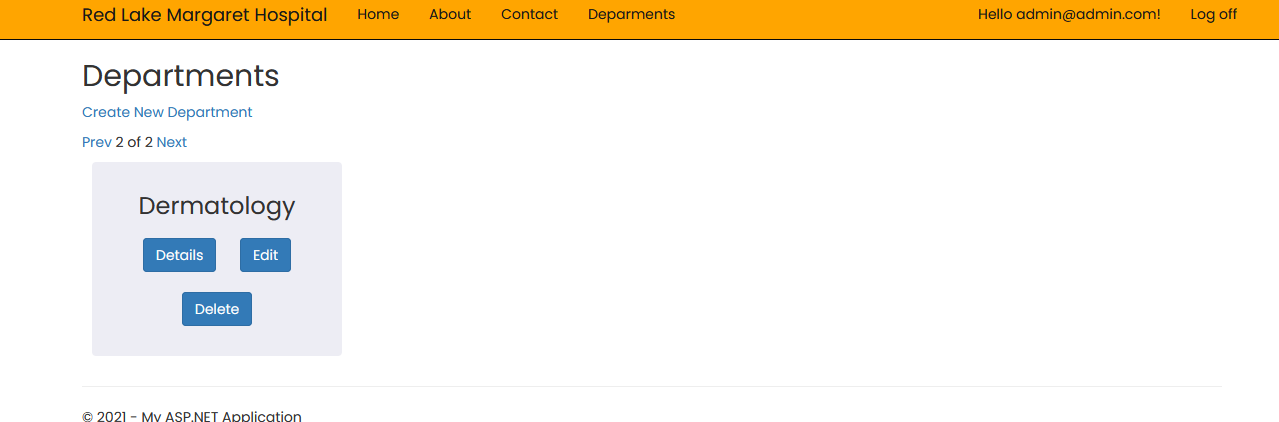 Red Lake Margaret Hospital Home About Contact Deparments Hello admin@admin.com! Log off
Departments
Create New Department
Prev 2 of 2 Next
Dermatology
Details Edit
Delete
© 2021 - My ASP.NET Application